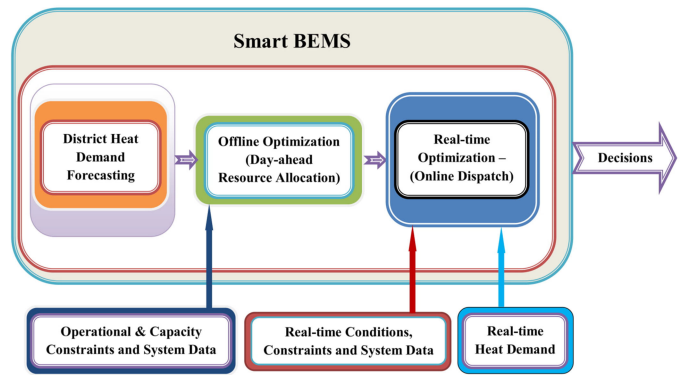 Smart BEMS
District Heat
Demand
Forecasting
Offline Optimization
(Day-ahead
Resource Allocation)
Real-time
Optimization –
(Online Dispatch)
Decisions
Operational & Capacity
Constraints and System Data
Real-time Conditions,
Constraints and System Data
Real-time
Heat Demand